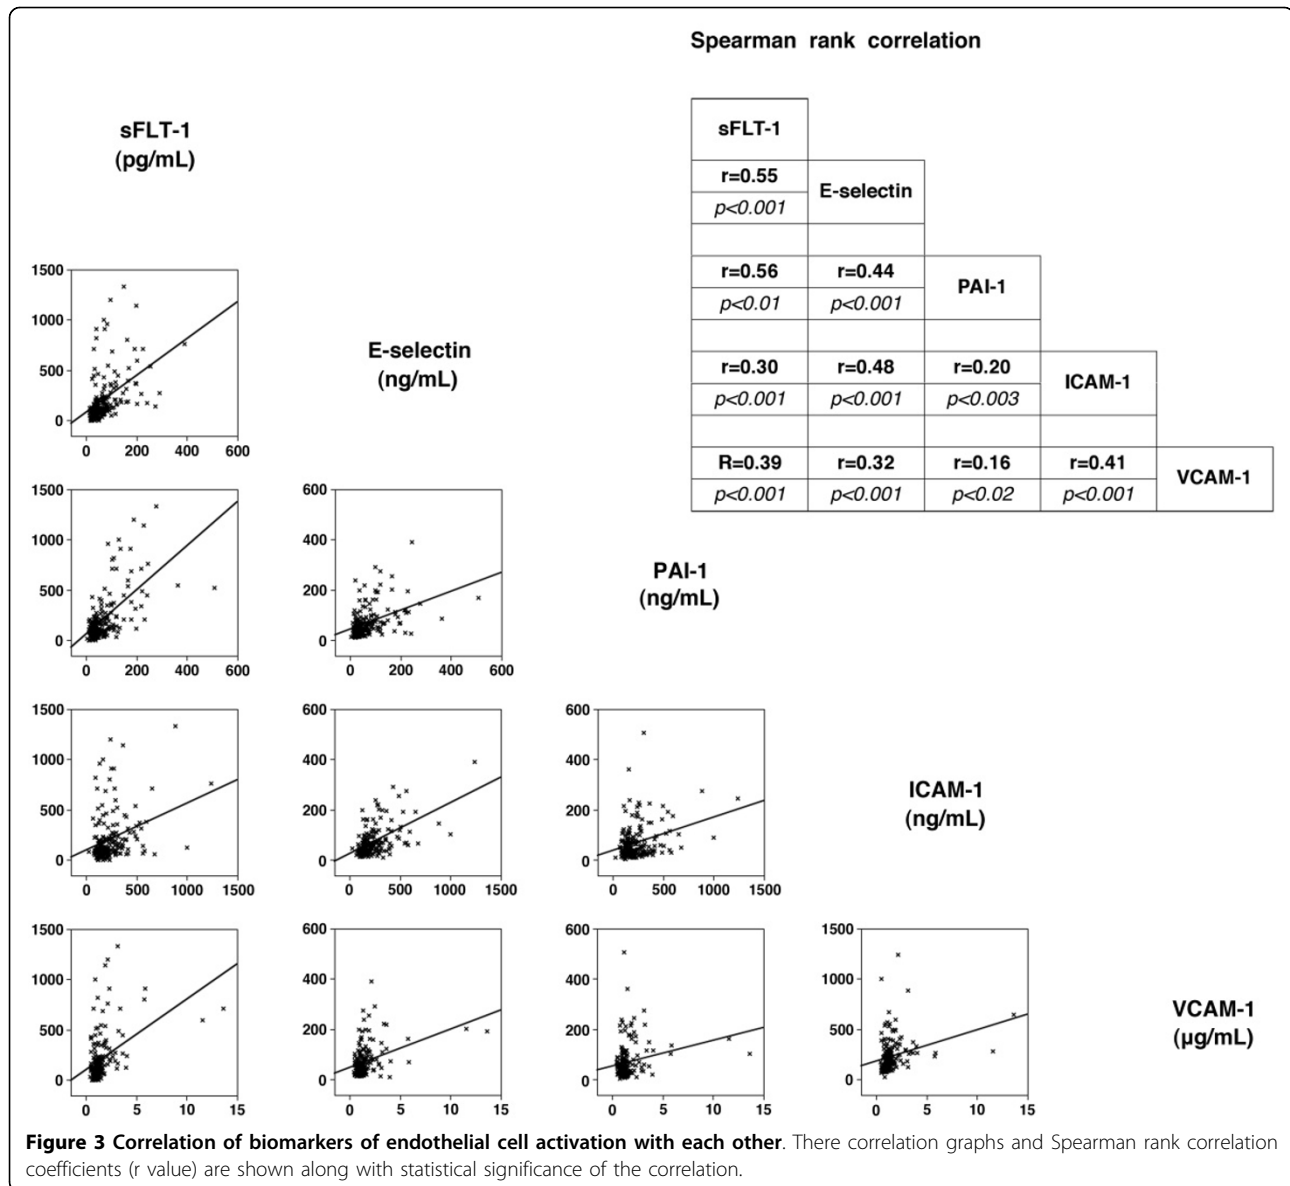 Spearman rank correlation
sFLT-1
r=0.55 E-selectin
p<0.001
r=0.56 r=0.44 PAI-1
p<0.01 p<0.001
r=0.30 r=0.48 r=0.20 ICAM-1
p<0.001 p<0.001 p<0.003
R=0.39 r=0.32 r=0.16 r=0.41 VCAM-1
p<0.001 p<0.001 p<0.02 p<0.001
sFLT-1
(pg/mL)
1500
1000
500
0
0 200 400 600
E-selectin
(ng/mL)
1500
1000
500
0
0 200 400 600
600
400
200
0
0 200 400 600
PAI-1
(ng/mL)
1500
1000
500
0
0 500 1000 1500
600
400
200
0
0 500 1000 1500
600
400
200
0
0 500 1000 1500
ICAM-1
(ng/mL)
1500
1000
500
0
0 5 10 15
600
400
200
0
0 5 10 15
600
400
200
0
0 5 10 15
1500
1000
500
0
0 5 10 15
VCAM-1
(µg/mL)
Figure 3 Correlation of biomarkers of endothelial cell activation with each other. There correlation graphs and Spearman rank correlation
coefficients (r value) are shown along with statistical significance of the correlation.